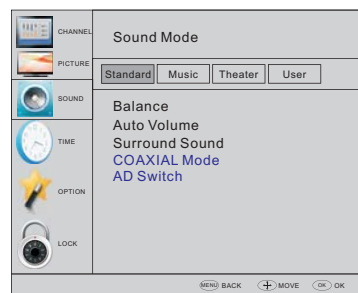 CHANNEL
PICTURE
SOUND
TIME
OPTION
LOCK
Sound Mode
Standard Music Theater User
Balance
Auto Volume
Surround Sound
COAXIAL Mode
AD Switch
MENU BACK MOVE OK OK